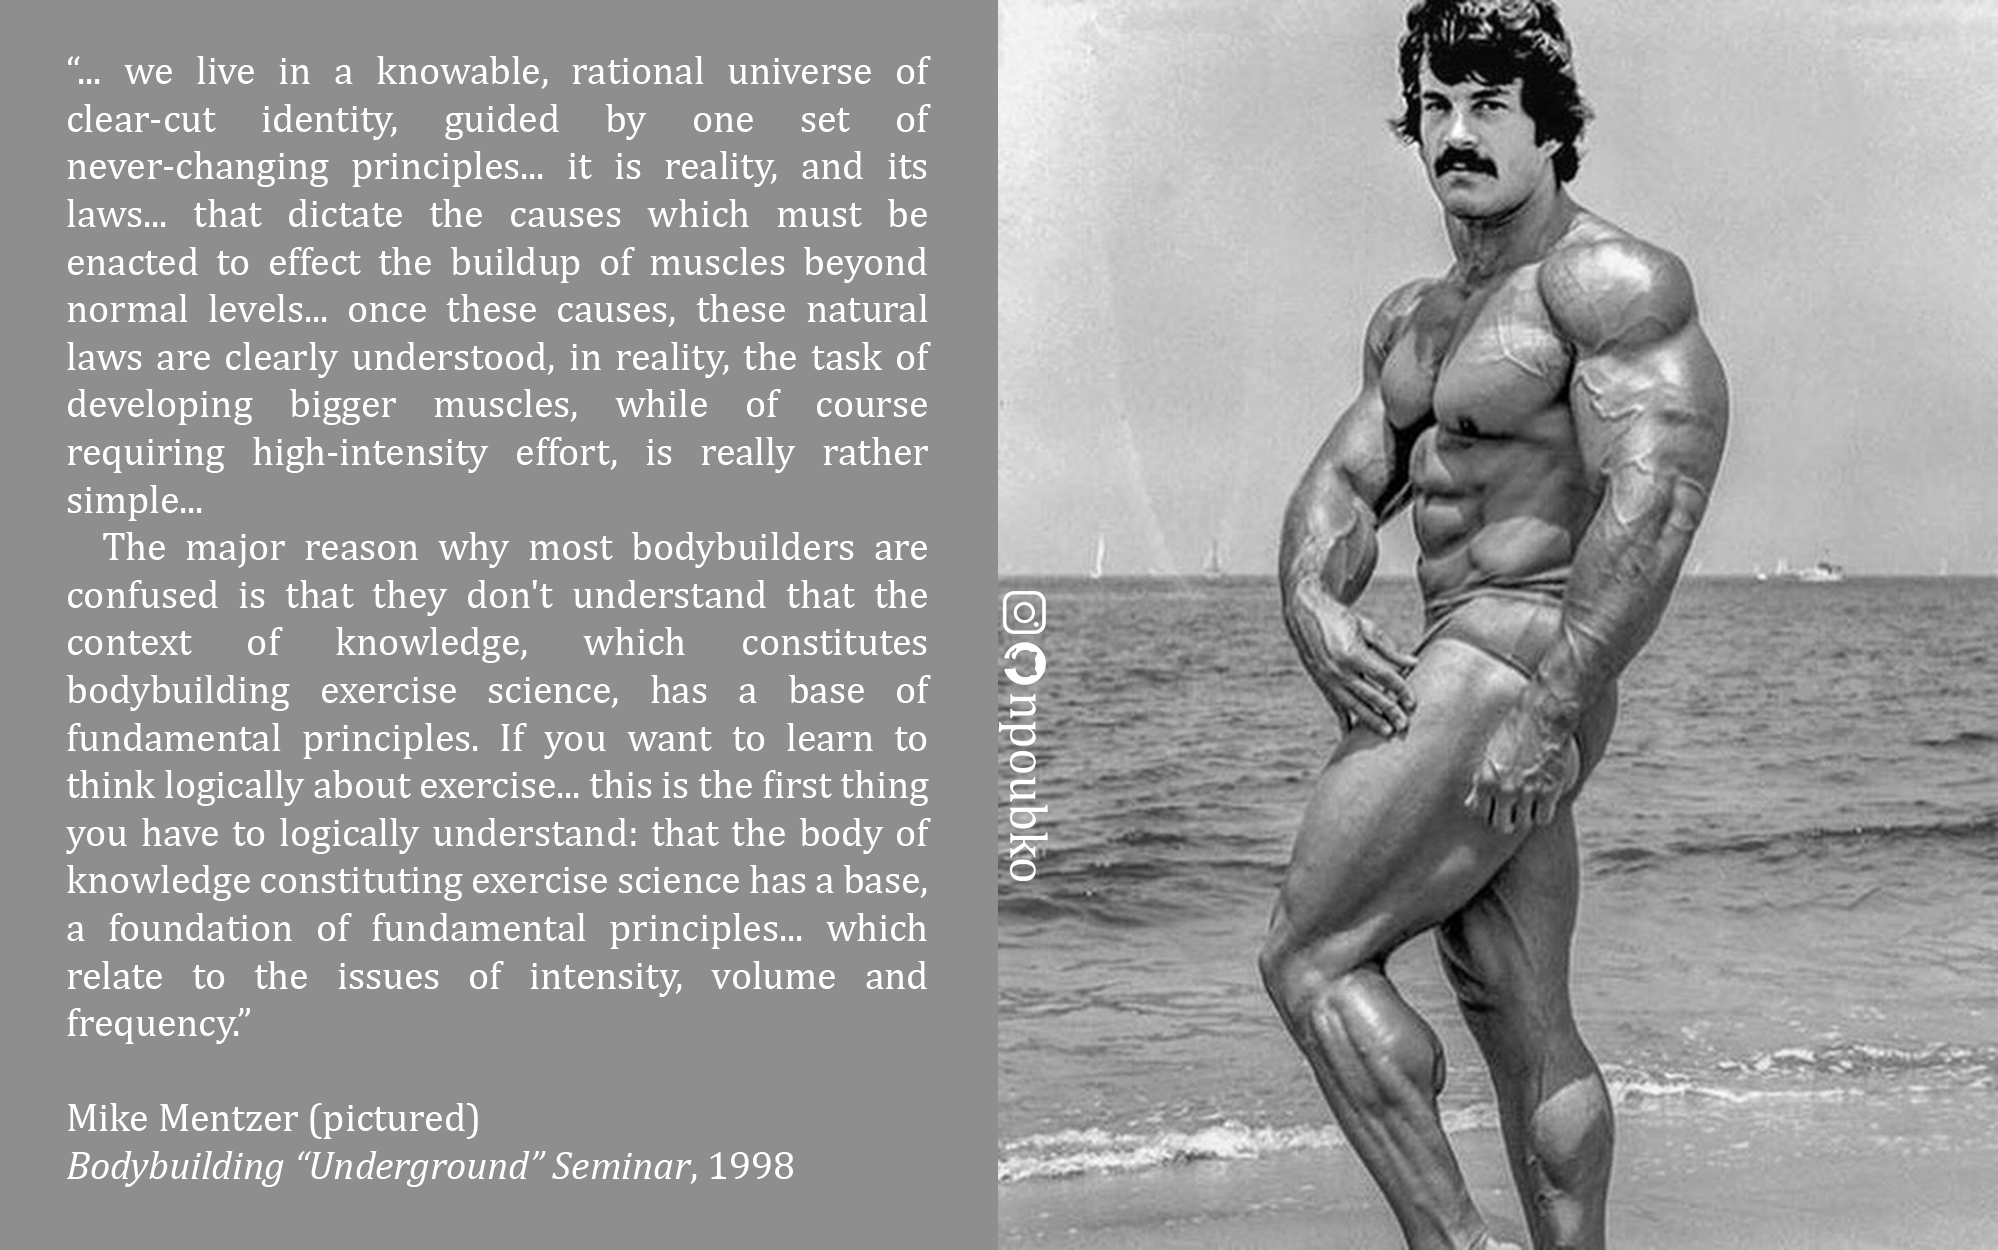 “... we live in a knowable, rational universe of
clear-cut identity, guided by one set of
never-changing principles... it is reality, and its
laws... that dictate the causes which must be
enacted to effect the buildup of muscles beyond
normal levels... once these causes, these natural
laws are clearly understood, in reality, the task of
developing bigger muscles, while of course
requiring high-intensity effort, is really rather
simple...
The major reason why most bodybuilders are
confused is that they don't understand that the
context of knowledge, which constitutes
bodybuilding exercise science, has a base of
fundamental principles. If you want to learn to
think logically about exercise... this is the first thing
you have to logically understand: that the body of
knowledge constituting exercise science has a base,
a foundation of fundamental principles... which
relate to the issues of intensity, volume and
frequency.”
Mike Mentzer (pictured)
Bodybuilding “Underground” Seminar, 1998
npoubko